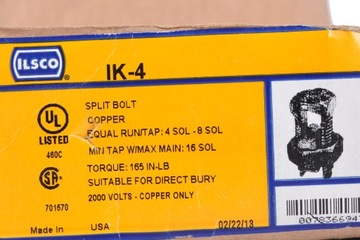 ILSCO
IK-4
SPLIT BOLT
COPPER
EQUAL RUN/TAP: 4 SOL - 8 SOL
MIN TAP W/MAX MAIN: 16 SOL
TORQUE: 165 IN-LB
SUITABLE FOR DIRECT BURY
2000 VOLTS - COPPER ONLY
UL
LISTED
460C
SA
701570
Made In USA
02/22/13
0078366947